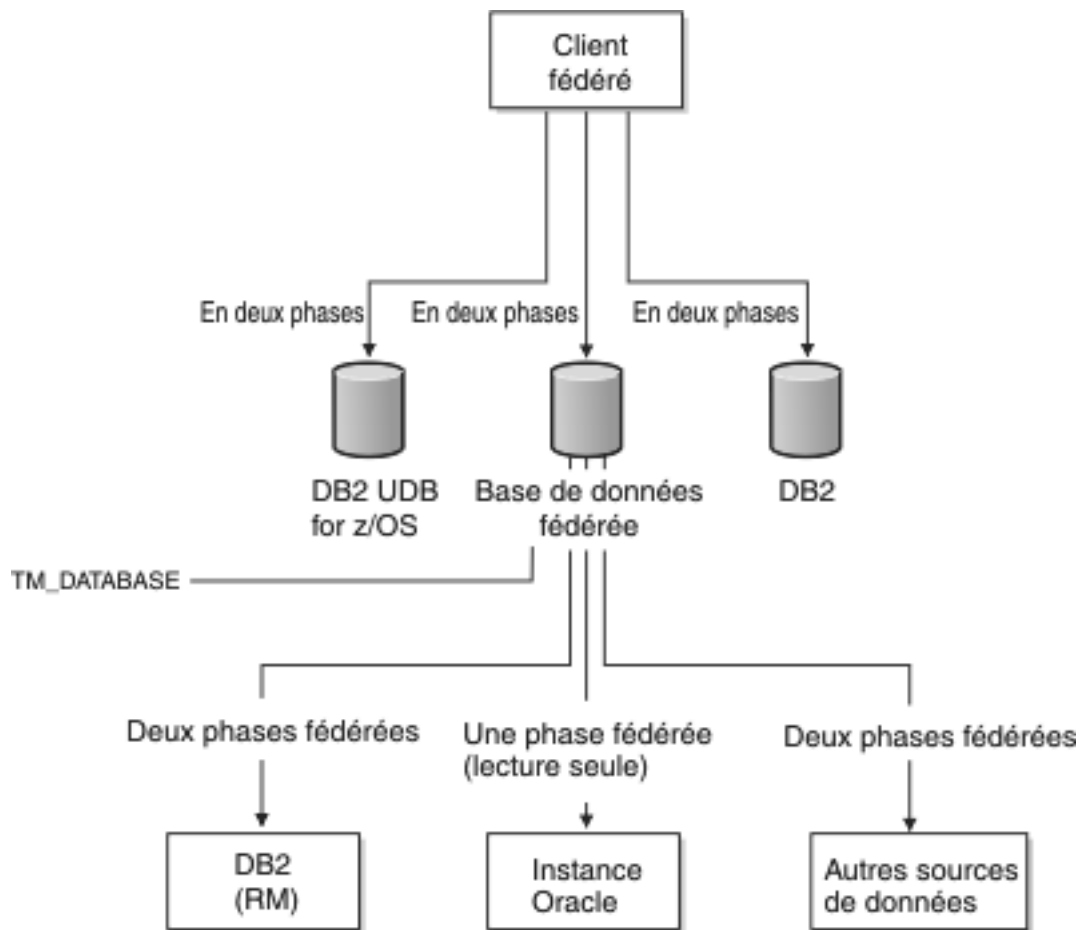 Client
fédéré
En deux phases
En deux phases
En deux phases
DB2 UDB
for z/OS
Base de données
fédérée
DB2
TM_DATABASE
Deux phases fédérées
Une phase fédérée
(lecture seule)
Deux phases fédérées
DB2
(RM)
Instance
Oracle
Autres sources
de données